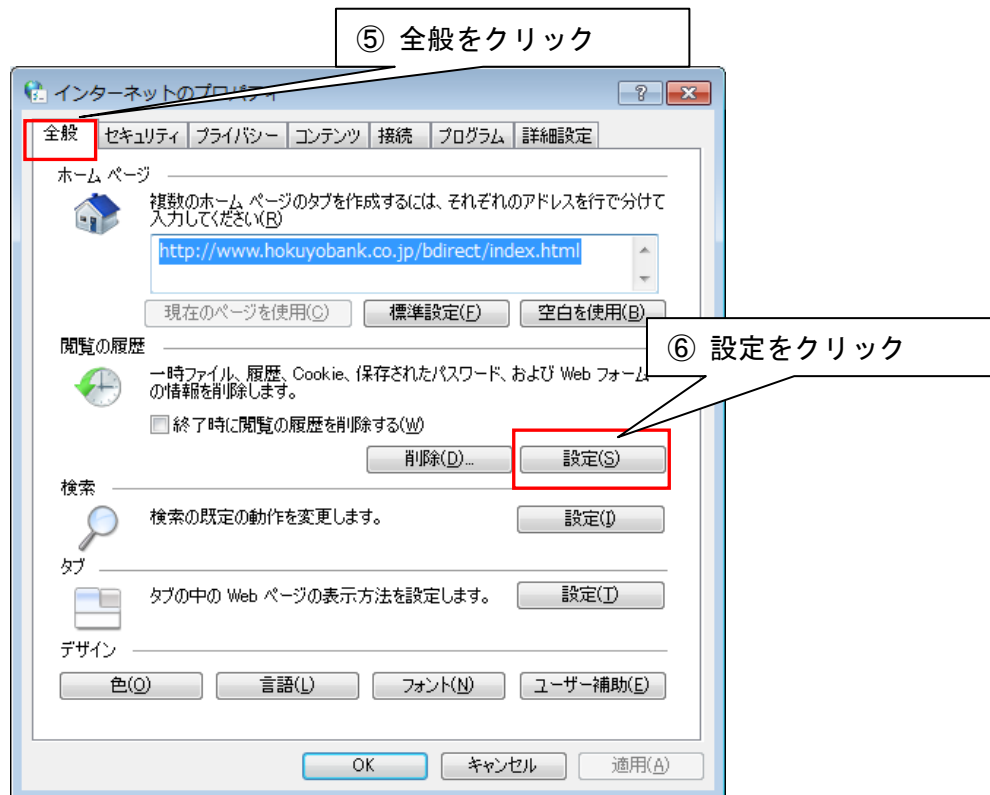 ⑤ 全般をクリック
インターネットのプロパティ
全般 セキュリティ プライバシー コンテンツ 接続 プログラム 詳細設定
ホーム ページ
複数のホーム ページのタブを作成するには、それぞれのアドレスを行で分けて
入力してください(R)
http://www.hokuyobank.co.jp/bdirect/index.html
現在のページを使用(C) 標準設定(F) 空白を使用(B)
⑥ 設定をクリック
閲覧の履歴
一時ファイル、履歴、Cookie、保存されたパスワード、および Web フォーム
の情報を削除します。
終了時に閲覧の履歴を削除する(W)
削除(D)... 設定(S)
検索
検索の既定の動作を変更します。 設定(I)
タブ
タブの中の Web ページの表示方法を設定します。 設定(T)
デザイン
色(O) 言語(L) フォント(N) ユーザー補助(E)
OK キャンセル 適用(A)